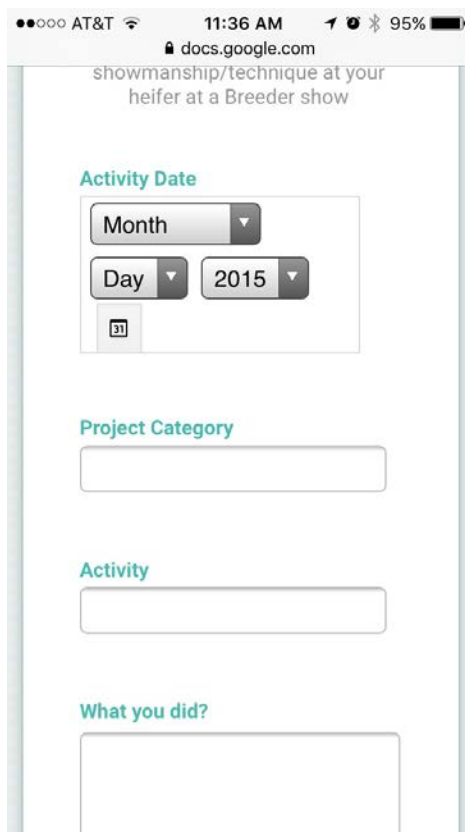 ●●○○○ AT&T 11:36 AM 95%
docs.google.com
showmanship/technique at your
heifer at a Breeder show
Activity Date
Month
Day 2015
31
Project Category
Activity
What you did?